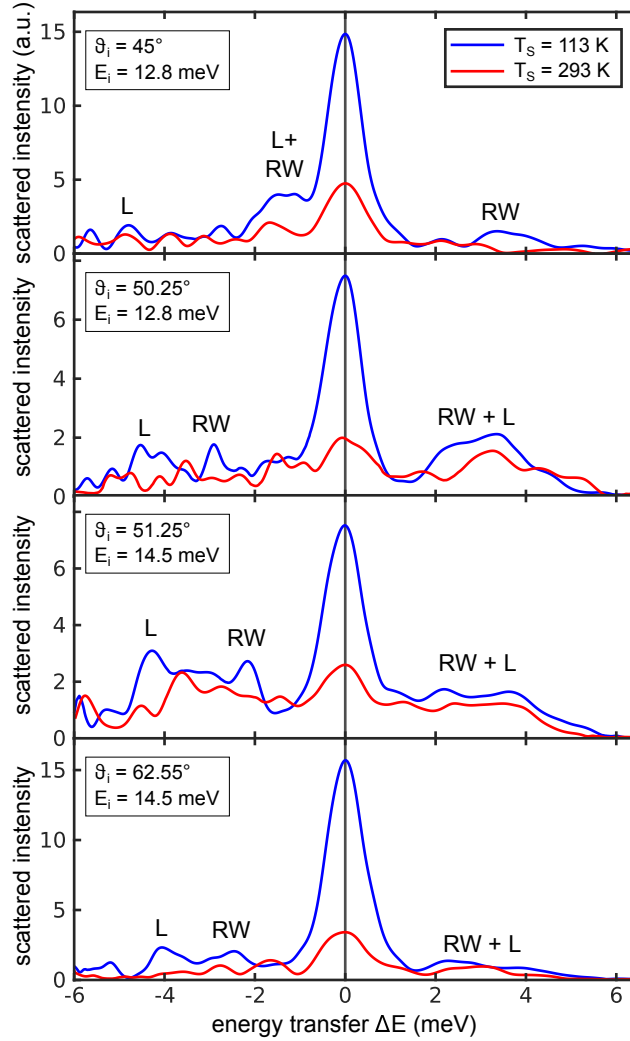 scattered instensity (a.u.)
15
10
5
0
ϑi = 45°
Ei = 12.8 meV
TS = 113 K
TS = 293 K
L
L+
RW
RW
scattered instensity
6
4
2
0
ϑi = 50.25°
Ei = 12.8 meV
L
RW
RW + L
scattered instensity
6
4
2
0
ϑi = 51.25°
Ei = 14.5 meV
L
RW
RW + L
scattered instensity
15
10
5
0
ϑi = 62.55°
Ei = 14.5 meV
L
RW
RW + L
-6 -4 -2 0 2 4 6
energy transfer ΔE (meV)